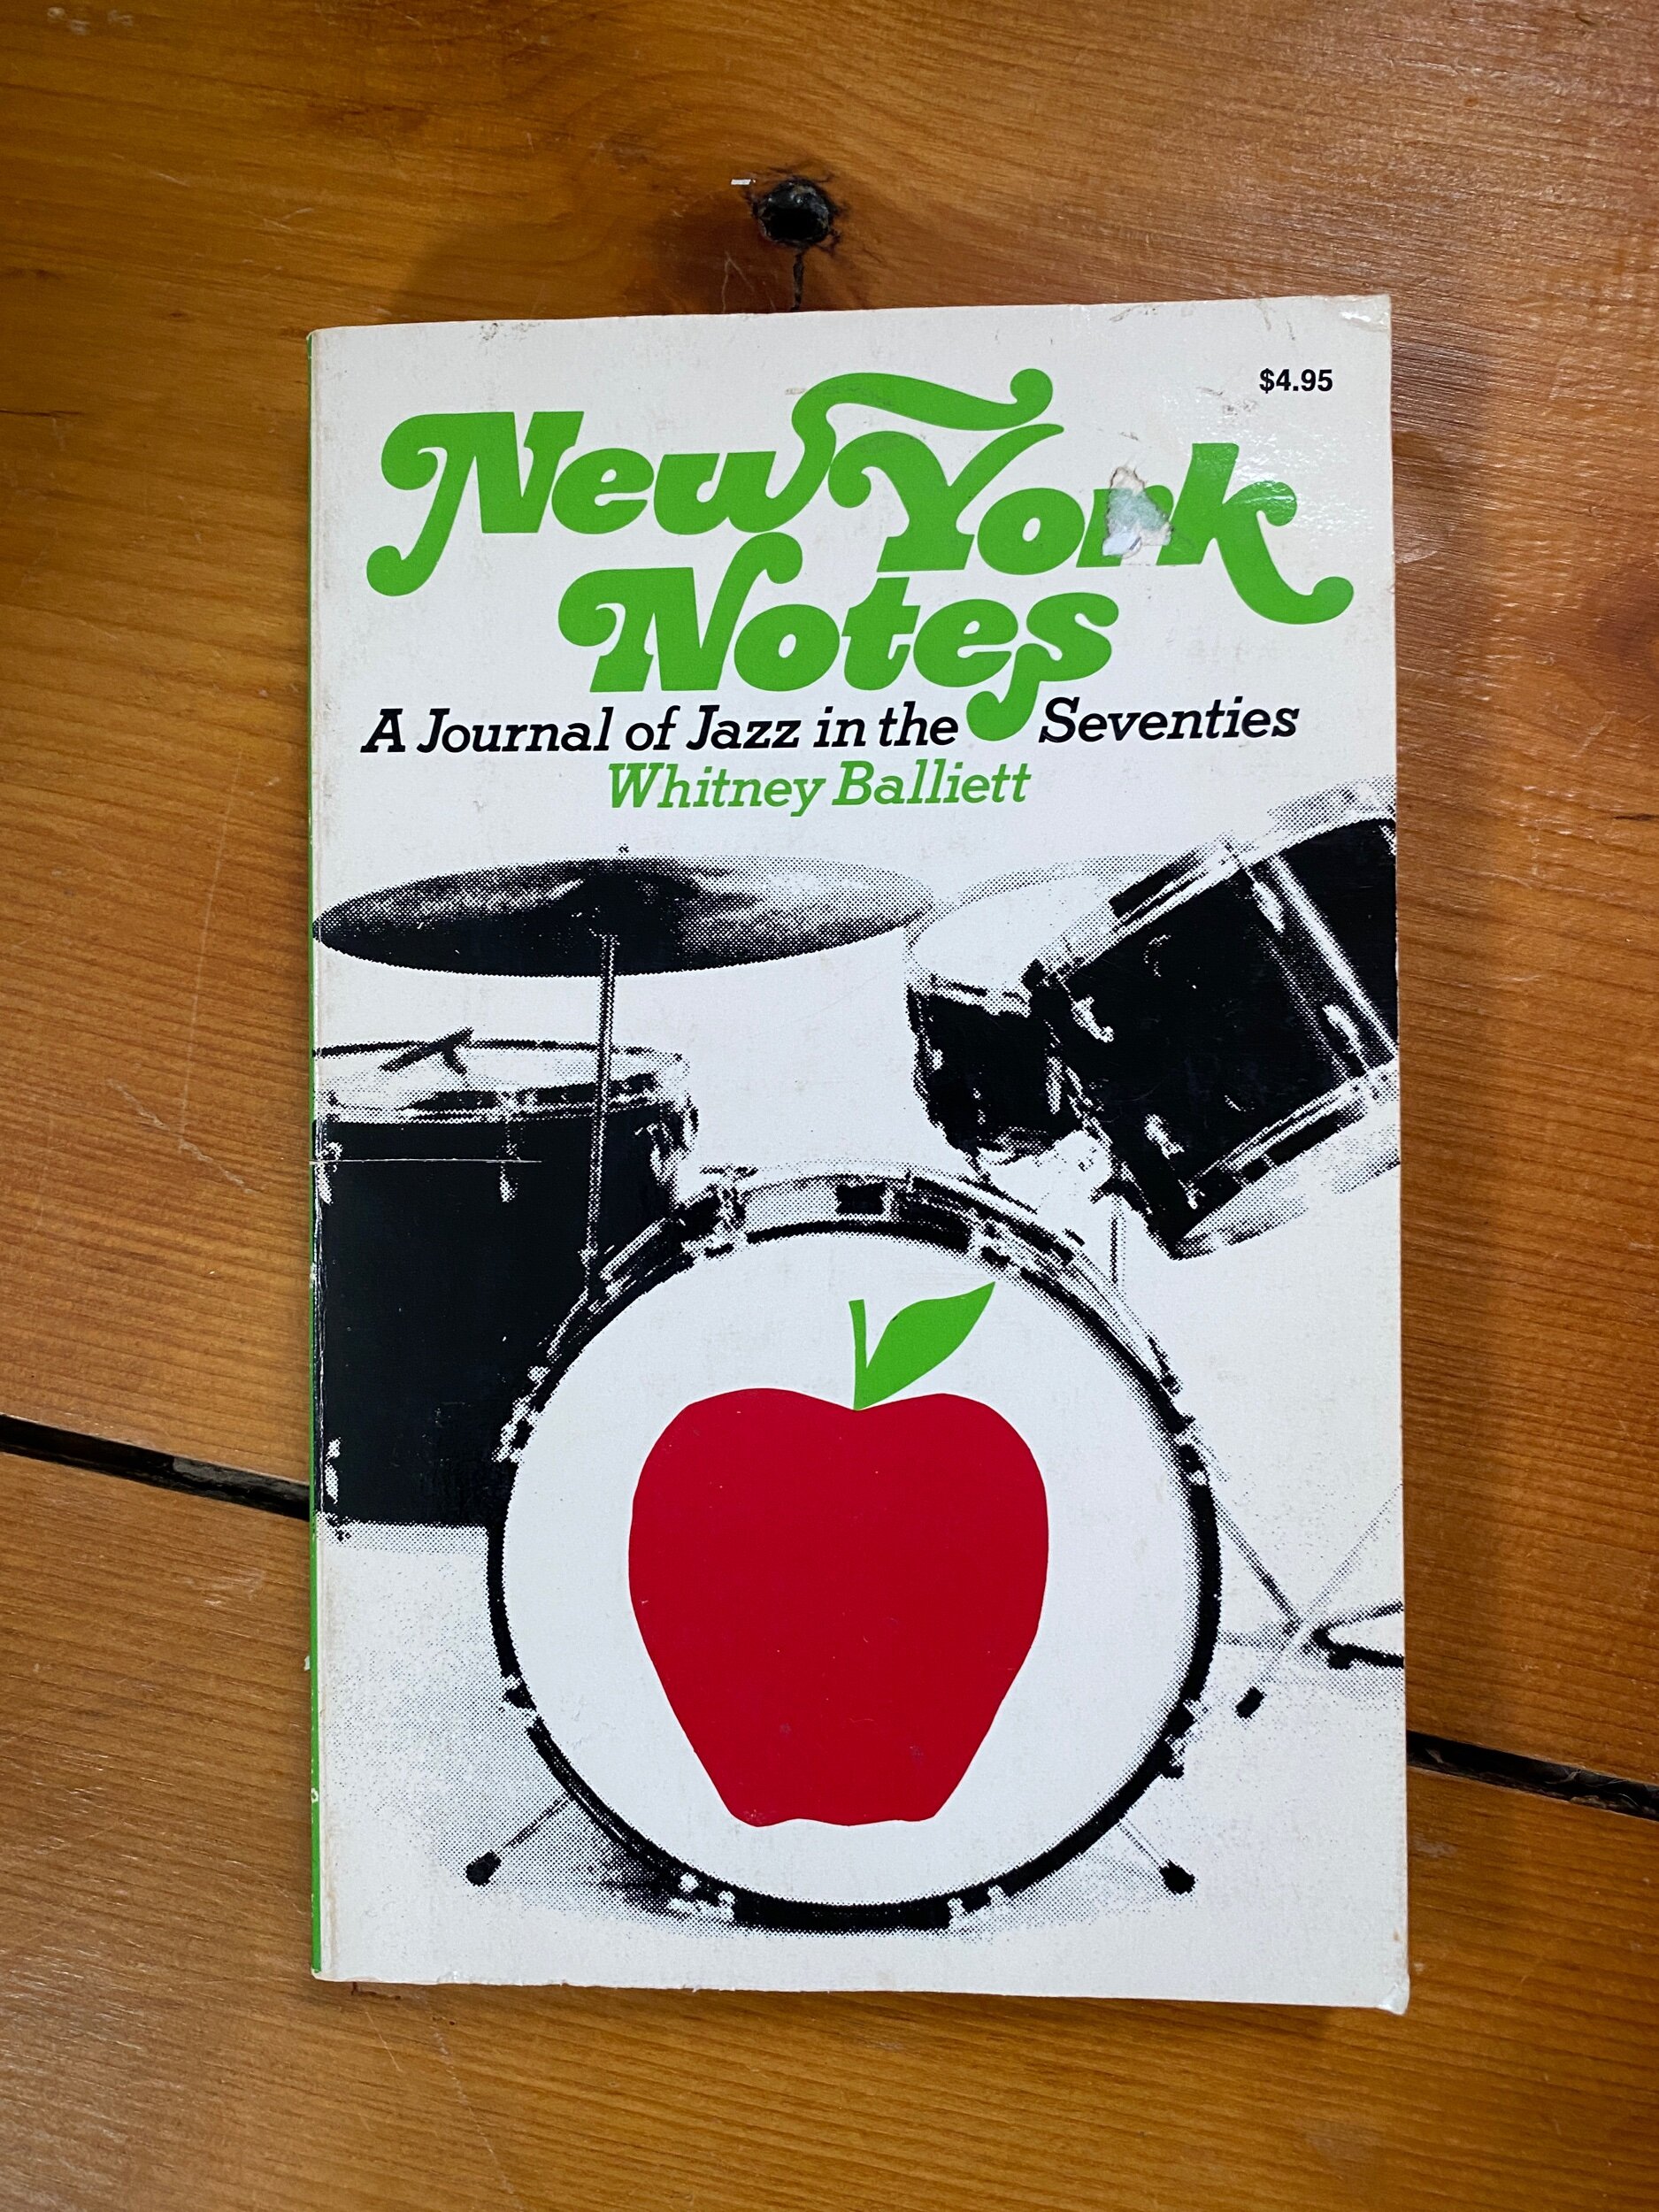 $4.95
New York
Notes
A Journal of Jazz in the Seventies
Whitney Balliett